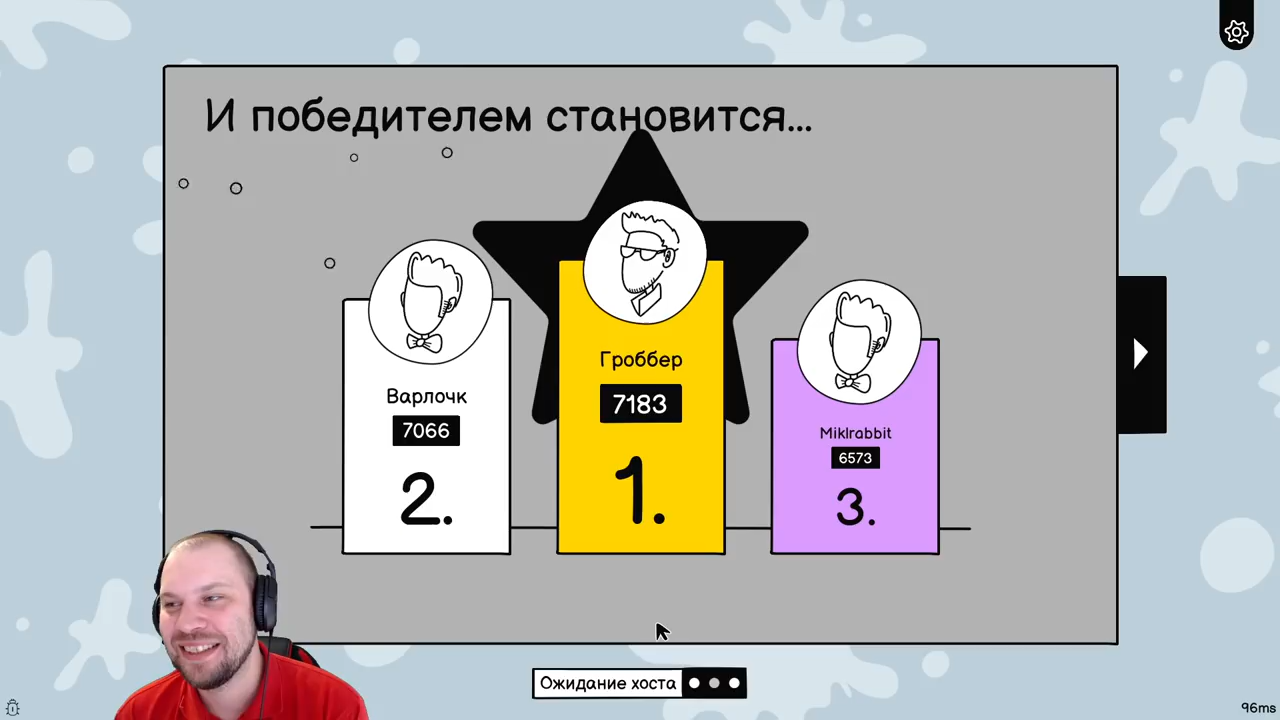 И победителем становится...
Гроббер
7183
1.
Варлочк
7066
2.
Miklrabbit
6573
3.
Ожидание хоста
96ms